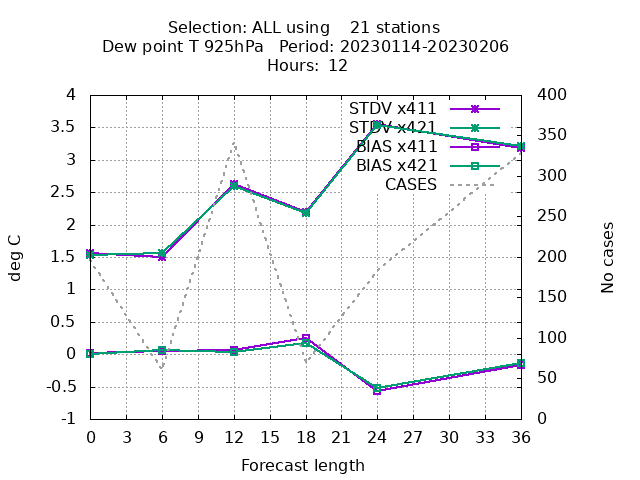 Selection: ALL using 21 stations
Dew point T 925hPa Period: 20230114-20230206
Hours: 12
STDV x411
STDV x421
BIAS x411
BIAS x421
CASES
4
3.5
3
2.5
2
1.5
1
0.5
0
-0.5
-1
400
350
300
250
200
150
100
50
0
deg C
No cases
0 3 6 9 12 15 18 21 24 27 30 33 36
Forecast length